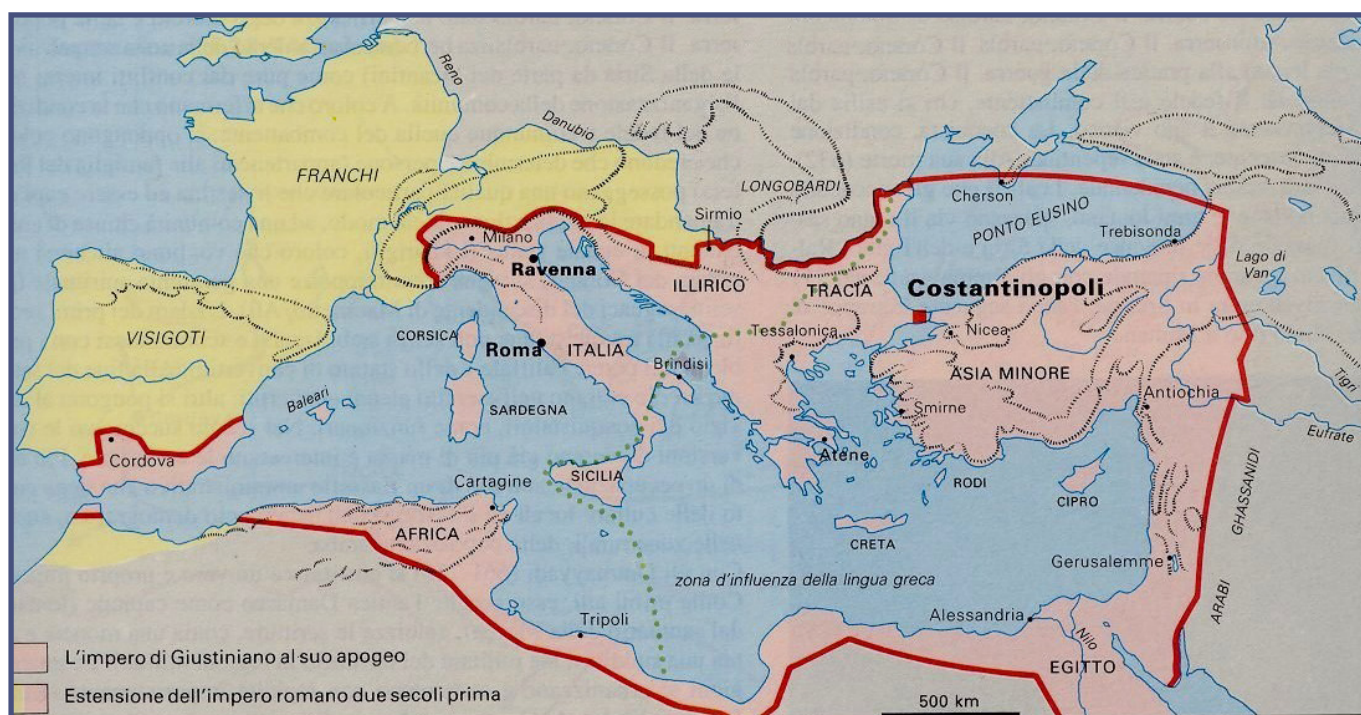 Reno
Danubio
FRANCHI
LONGOBARDI
Cherson
Sirmio
PONTO EUSINO
Milano
Trebisonda
Ravenna
Lago di
Van
ILLIRICO
TRACIA
Costantinopoli
CORSICA
Tessalonica
Nicea
VISIGOTI
Roma
ITALIA
Brindisi
ASIA MINORE
Tigri
Baleari
SARDEGNA
Smirne
Antiochia
Eufrate
Cordova
Atene
SICILIA
Cartagine
RODI
CIPRO
AFRICA
CRETA
GHASSANIDI
Gerusalemme
zona d'influenza della lingua greca
ARABI
Alessandria
Tripoli
Nilo
EGITTO
L'impero di Giustiniano al suo apogeo
Estensione dell'impero romano due secoli prima
500 km